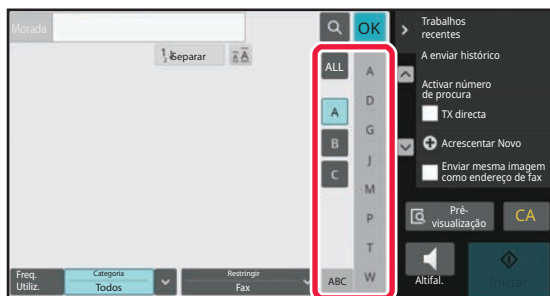 Morada
OK
Trabalhos
recentes
A enviar histórico
Separar
ALL
A
D
G
J
M
P
T
W
A
B
C
ABC
Activar número
de procura
TX directa
Acrescentar Novo
Enviar mesma imagem
como endereço de fax
Pré-
visualização
CA
Altifal.
Iniciar
Freq.
Utiliz.
Categoria
Todos
Restringir
Fax